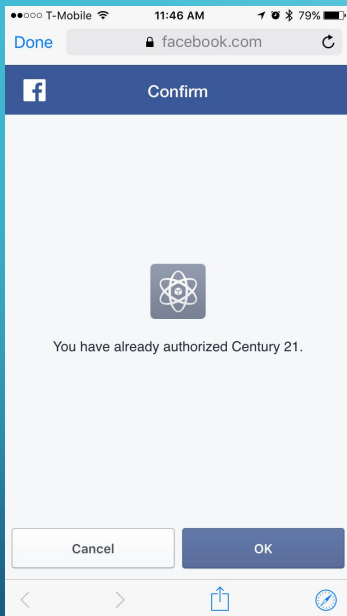 T-Mobile 11:46 AM 79%
Done facebook.com
f Confirm
You have already authorized Century 21.
Cancel OK